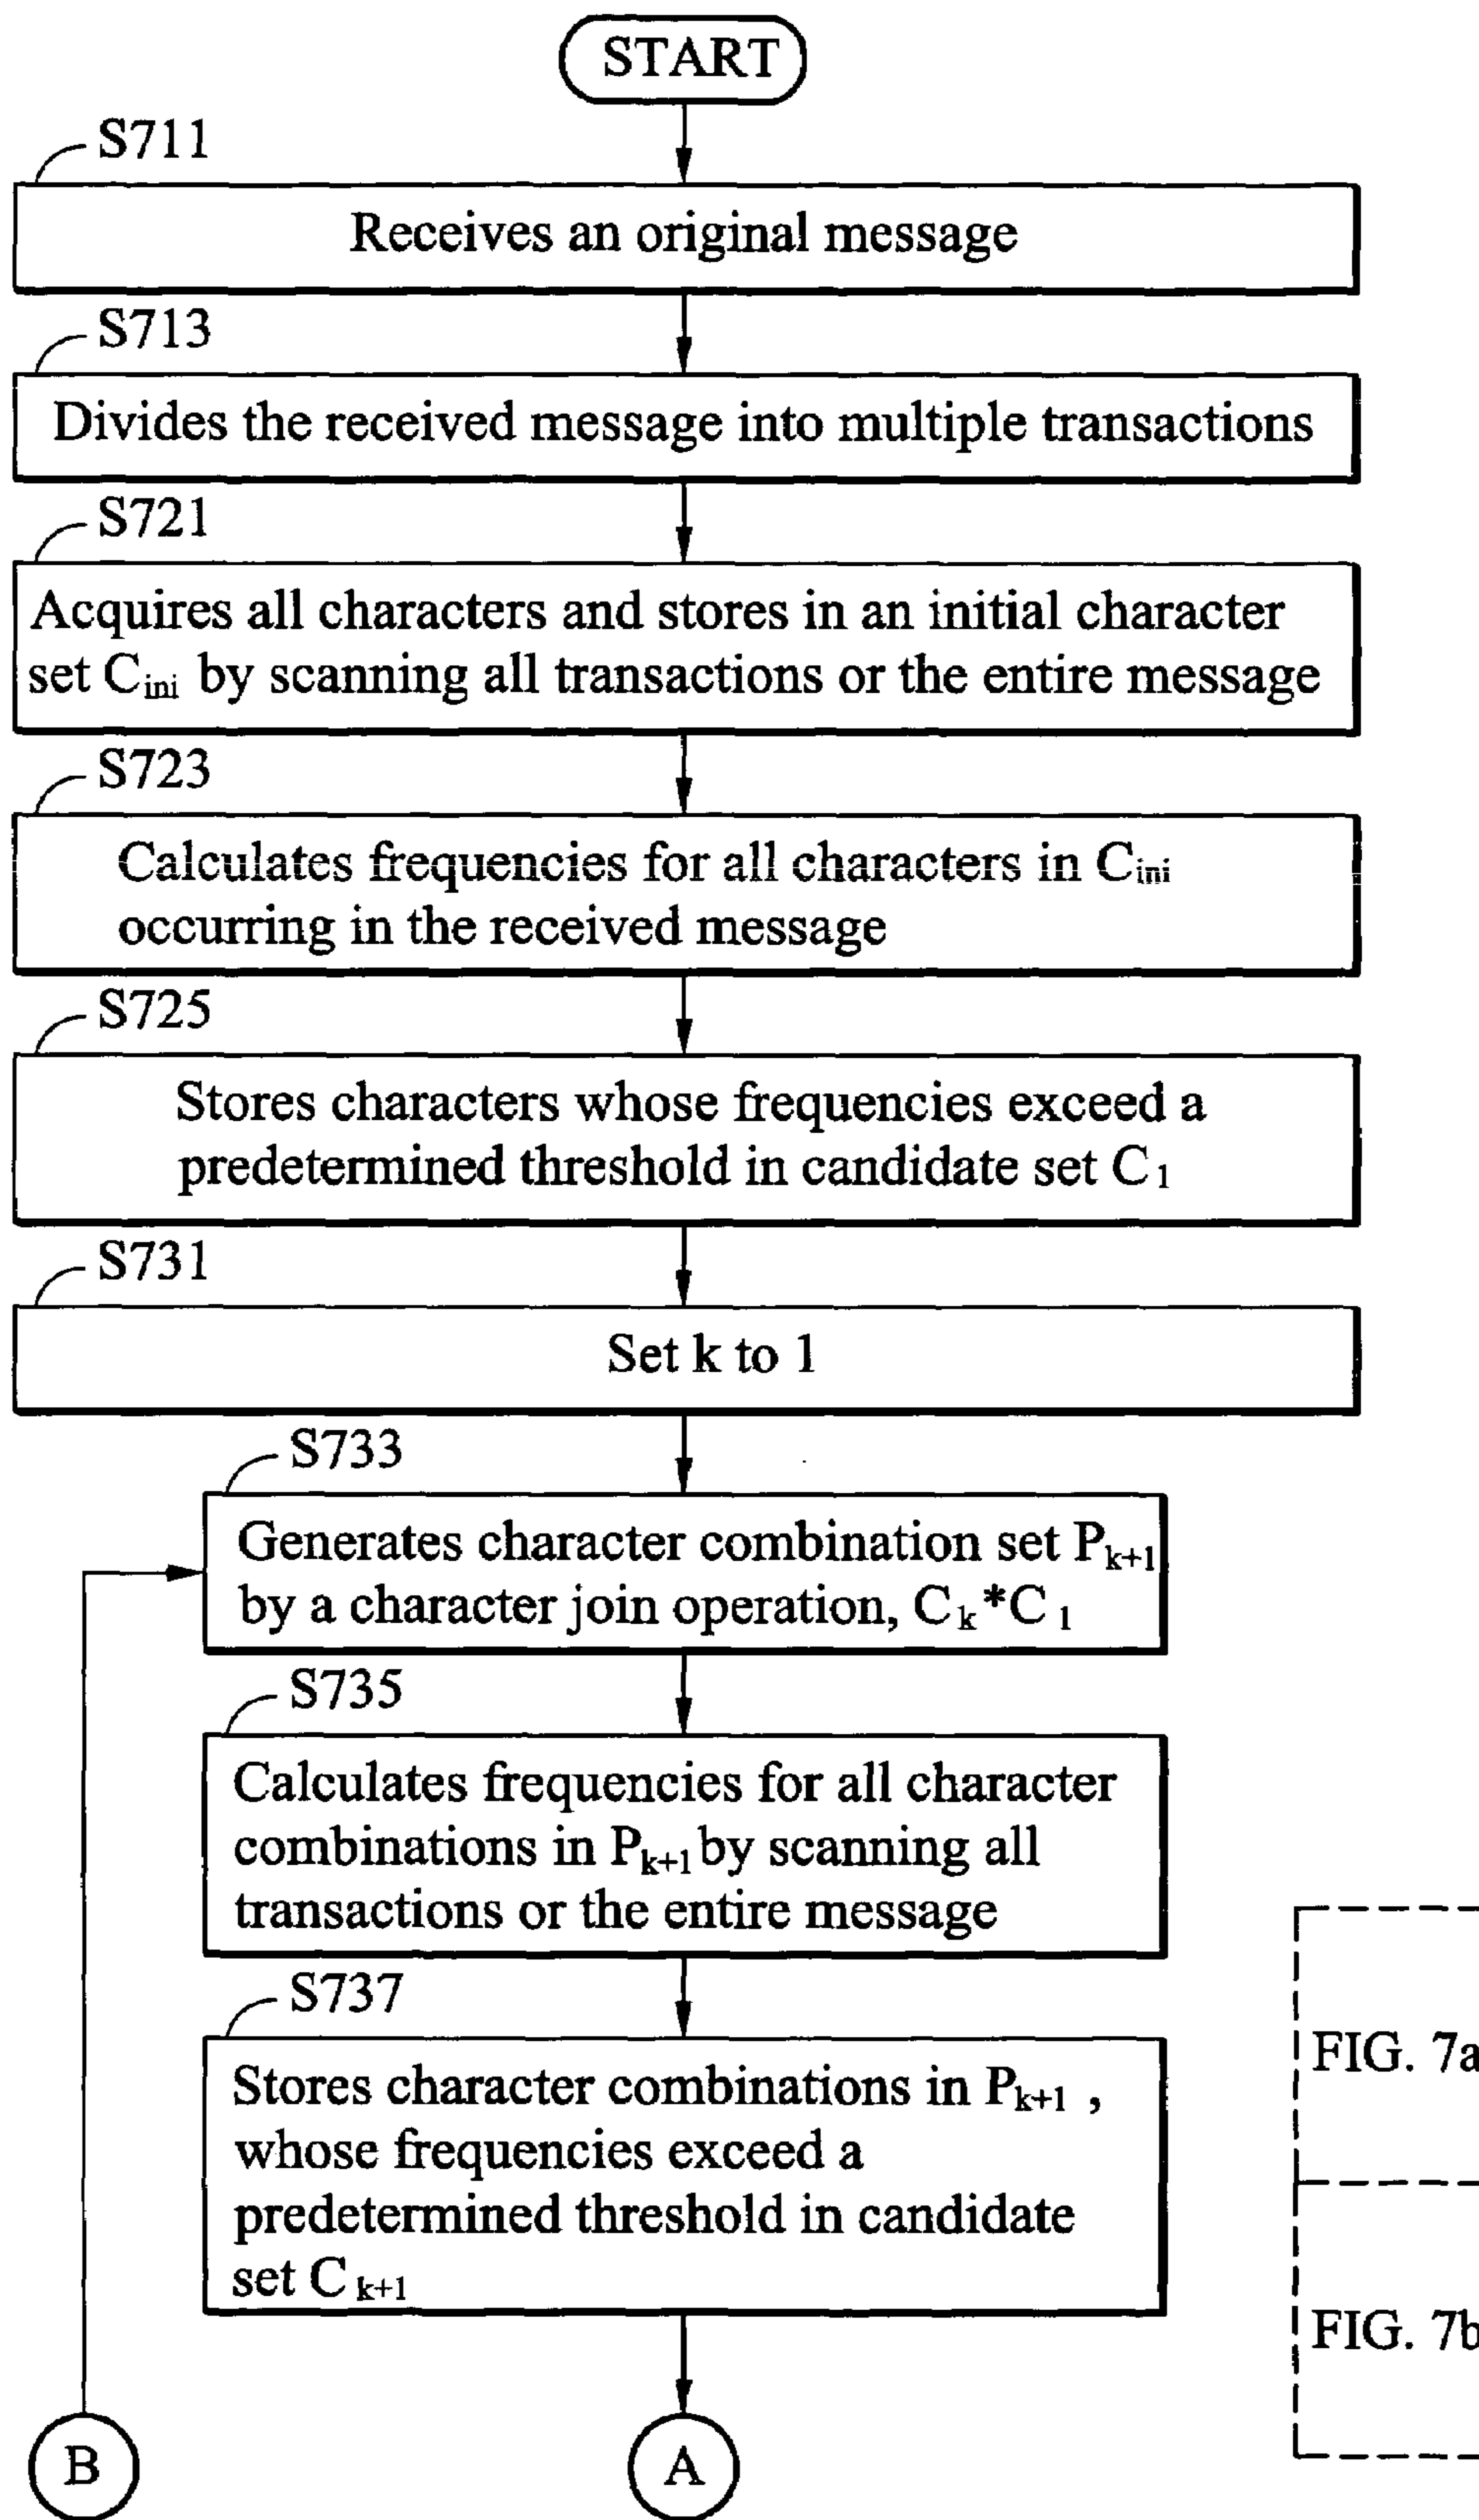 START
S711
Receives an original message
S713
Divides the received message into multiple transactions
S721
Acquires all characters and stores in an initial character
set Cini by scanning all transactions or the entire message
S723
Calculates frequencies for all characters in Cini
occurring in the received message
S725
Stores characters whose frequencies exceed a
predetermined threshold in candidate set C1
S731
Set k to 1
S733
Generates character combination set Pk+1
by a character join operation, Ck*C1
S735
Calculates frequencies for all character
combinations in Pk+1 by scanning all
transactions or the entire message
S737
Stores character combinations in Pk+1 ,
whose frequencies exceed a
predetermined threshold in candidate
set Ck+1
FIG. 7a
FIG. 7b
B
A